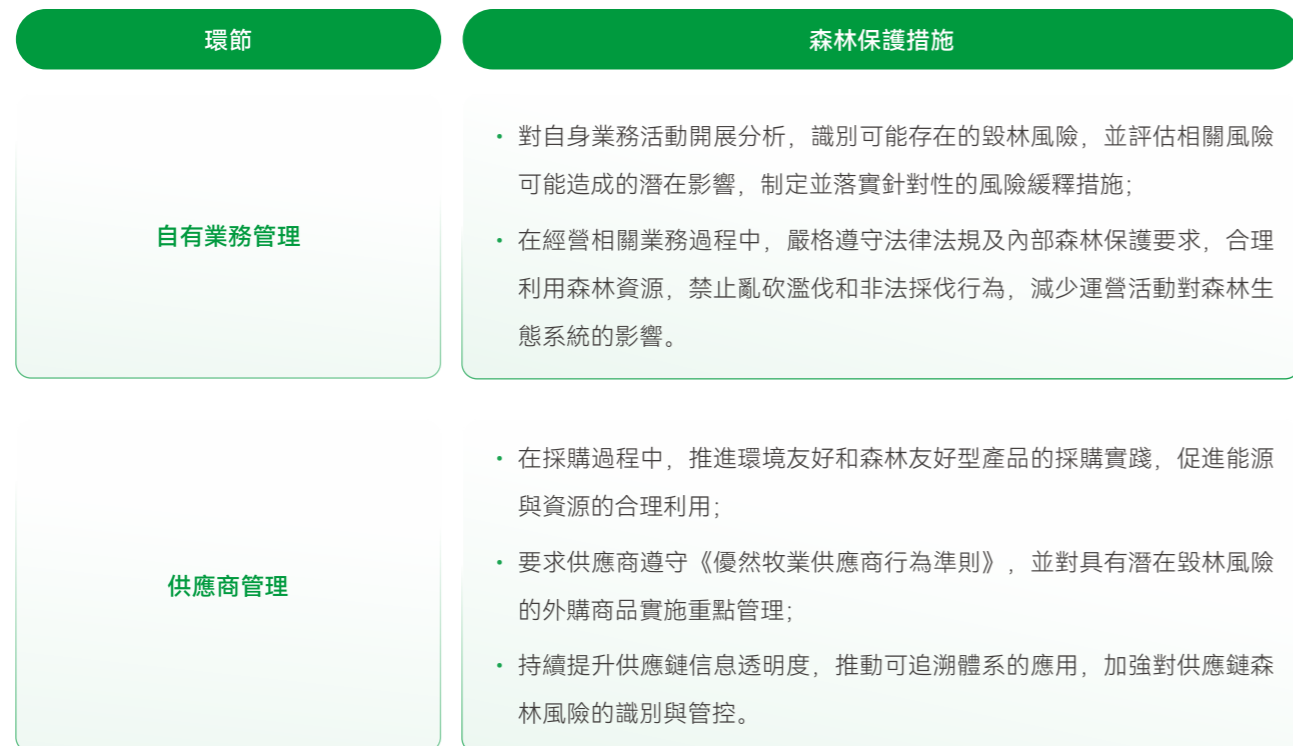 環節
森林保護措施
自有業務管理
• 對自身業務活動開展分析，識別可能存在的毀林風險，並評估相關風險
可能造成的潛在影響，制定並落實針對性的風險緩釋措施；
• 在經營相關業務過程中，嚴格遵守法律法規及內部森林保護要求，合理
利用森林資源，禁止亂砍濫伐和非法採伐行為，減少運營活動對森林生
態系統的影響。
供應商管理
• 在採購過程中，推進環境友好和森林友好型產品的採購實踐，促進能源
與資源的合理利用；
• 要求供應商遵守《優然牧業供應商行為準則》，並對具有潛在毀林風險
的外購商品實施重點管理；
• 持續提升供應鏈信息透明度，推動可追溯體系的應用，加強對供應鏈森
林風險的識別與管控。